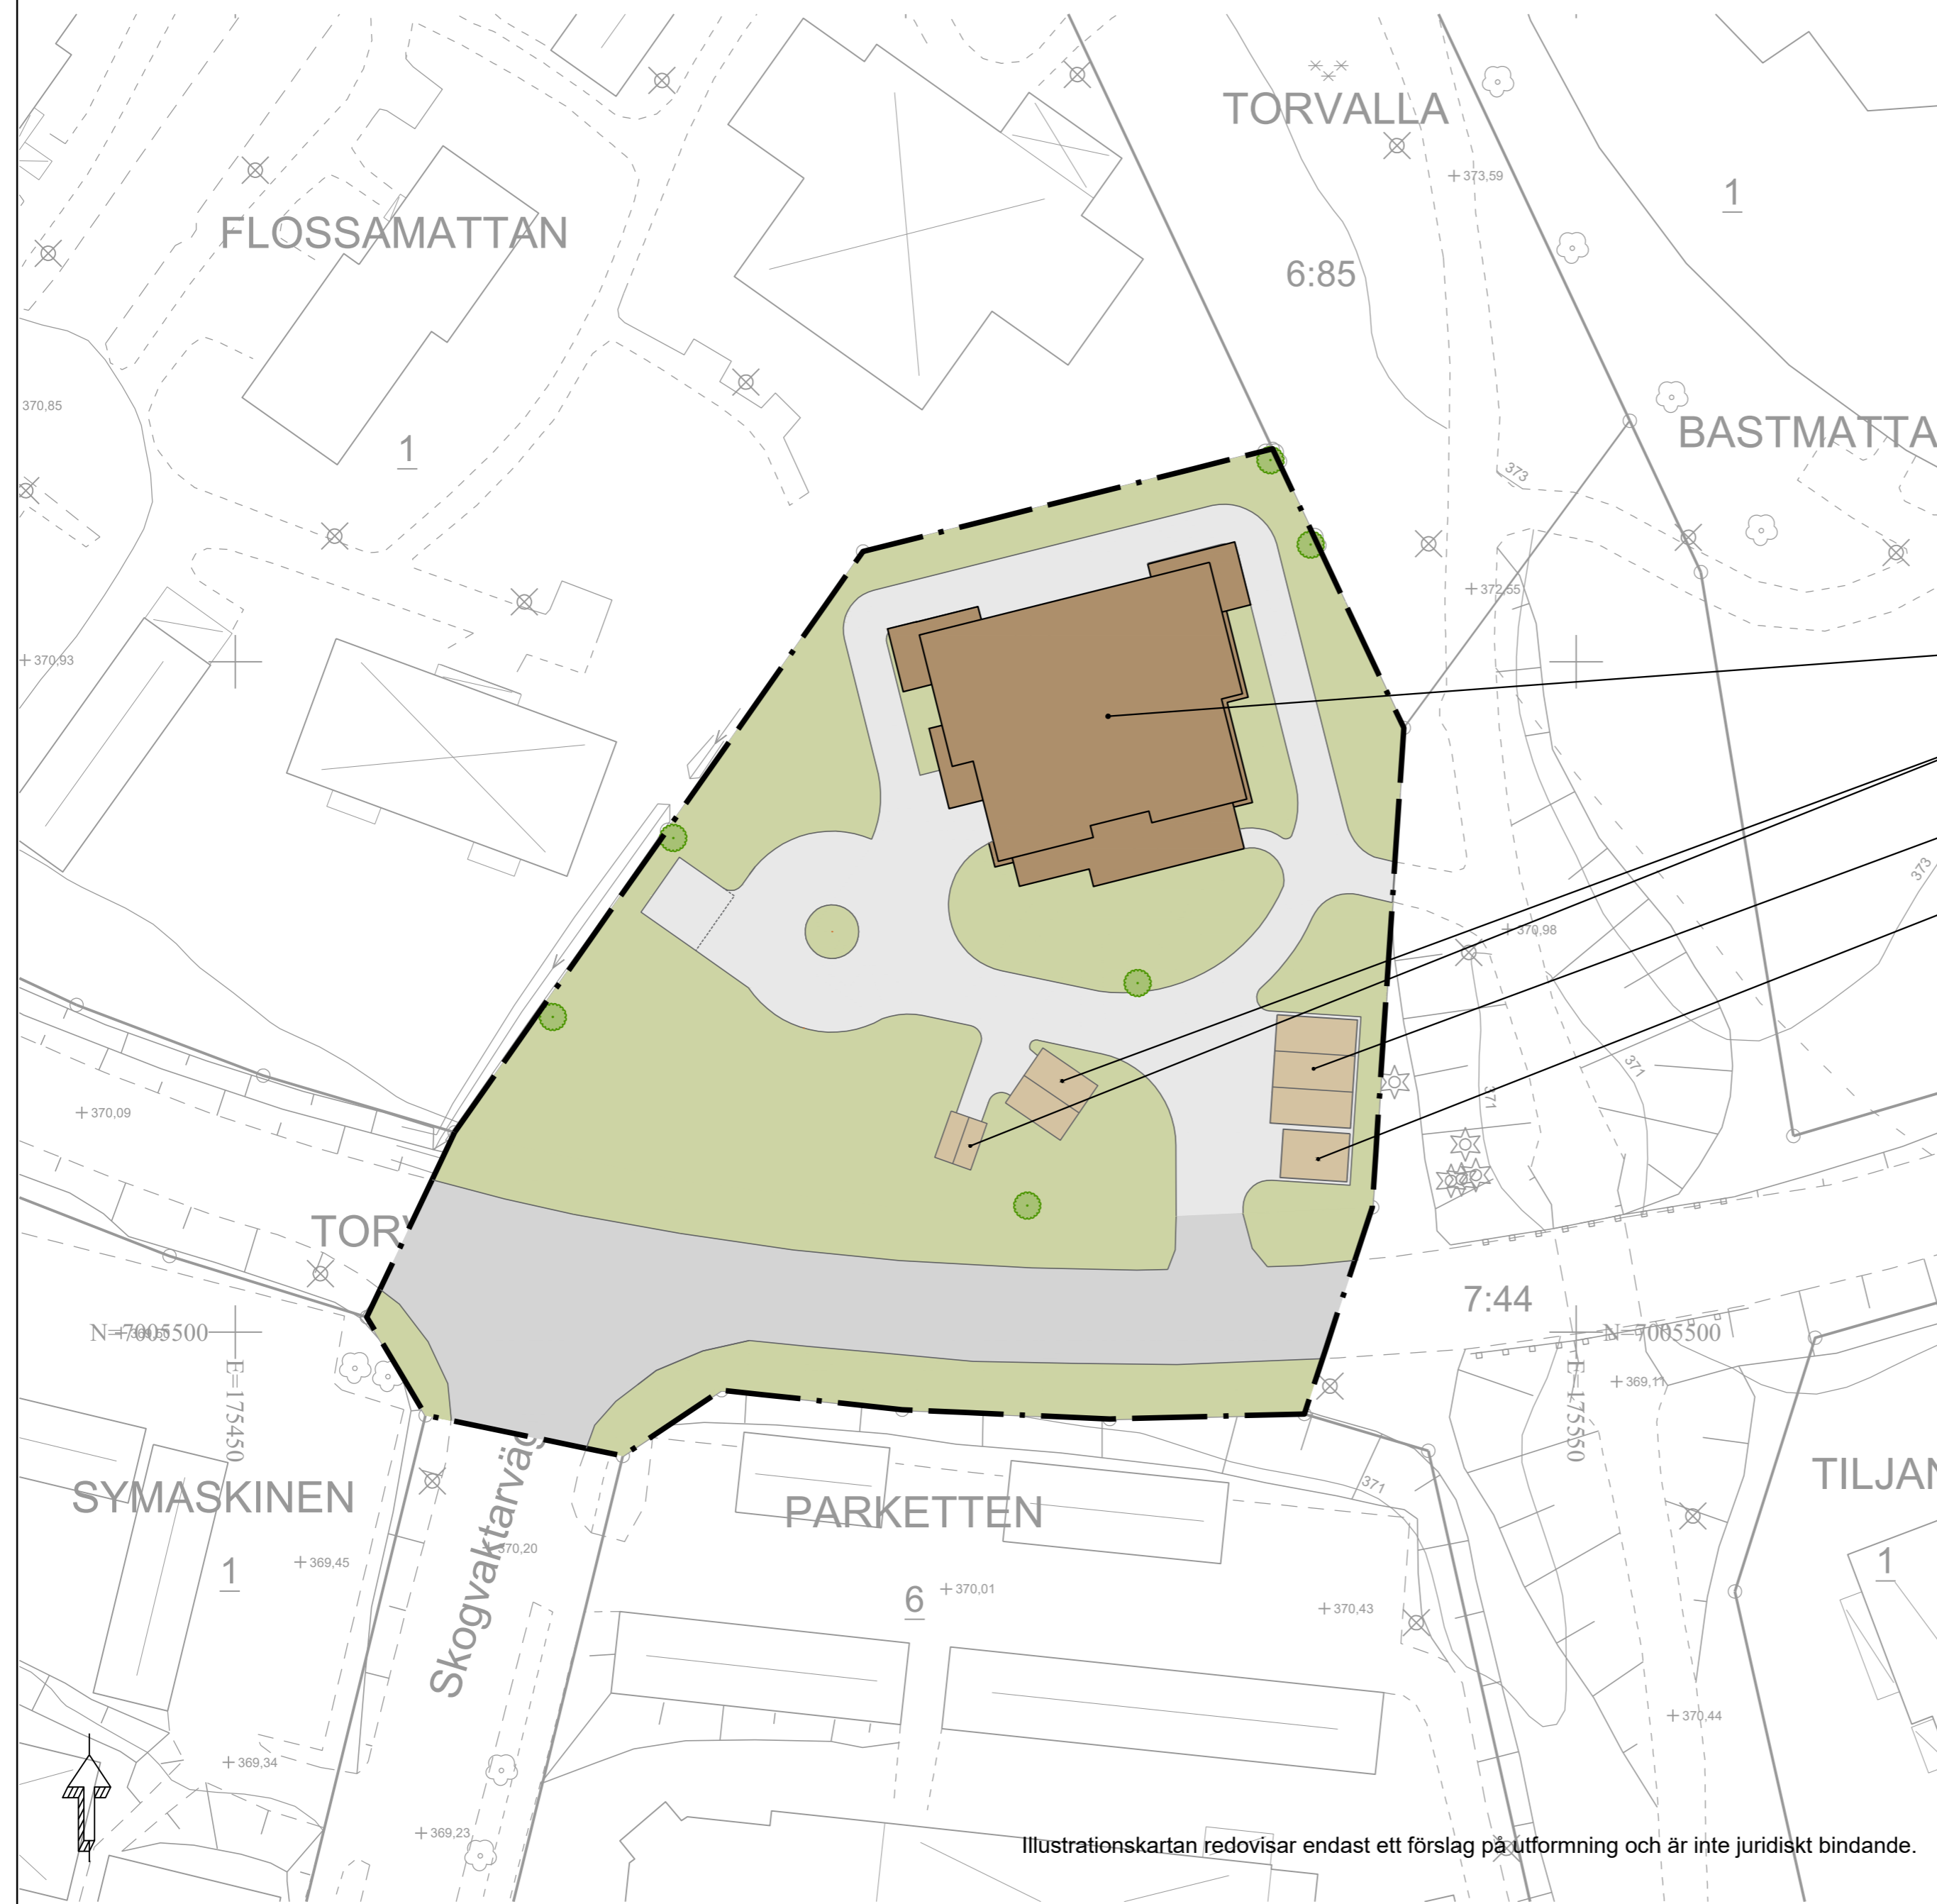 TORVALLA
373,59
1
FLOSSAMATTAN
6:85
370,85
1
BASTMATTA
373
372,55
370,93
373
370,98
371
371
370,09
TORV
7:44
N=7005500
N=7005500
E=175450
E=175550
369,11
371
SYMASKINEN
PARKETTEN
TILJAN
Skogvaktarväg
370,20
369,45
1
6
370,01
370,43
1
370,44
369,34
369,23
Illustrationskartan redovisar endast ett förslag på utformning och är inte juridiskt bindande.